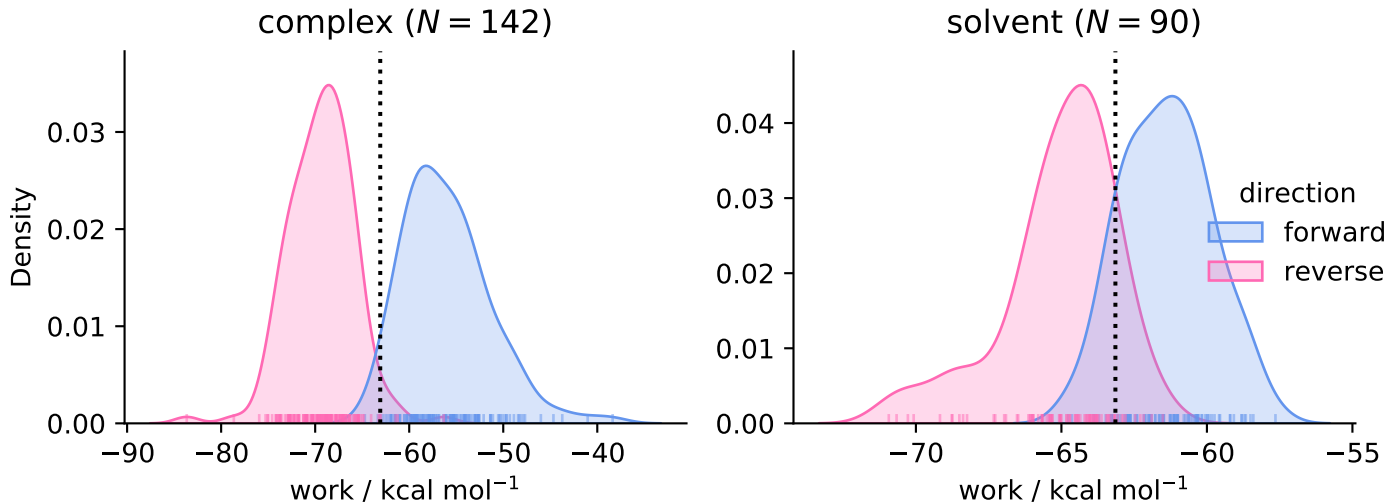 complex (N = 142)
Density
0.03
0.02
0.01
0.00
−90
−80
−70
−60
−50
−40
work / kcal mol⁻¹
solvent (N = 90)
0.04
0.03
0.02
0.01
0.00
−70
−65
−60
−55
work / kcal mol⁻¹
direction
forward
reverse